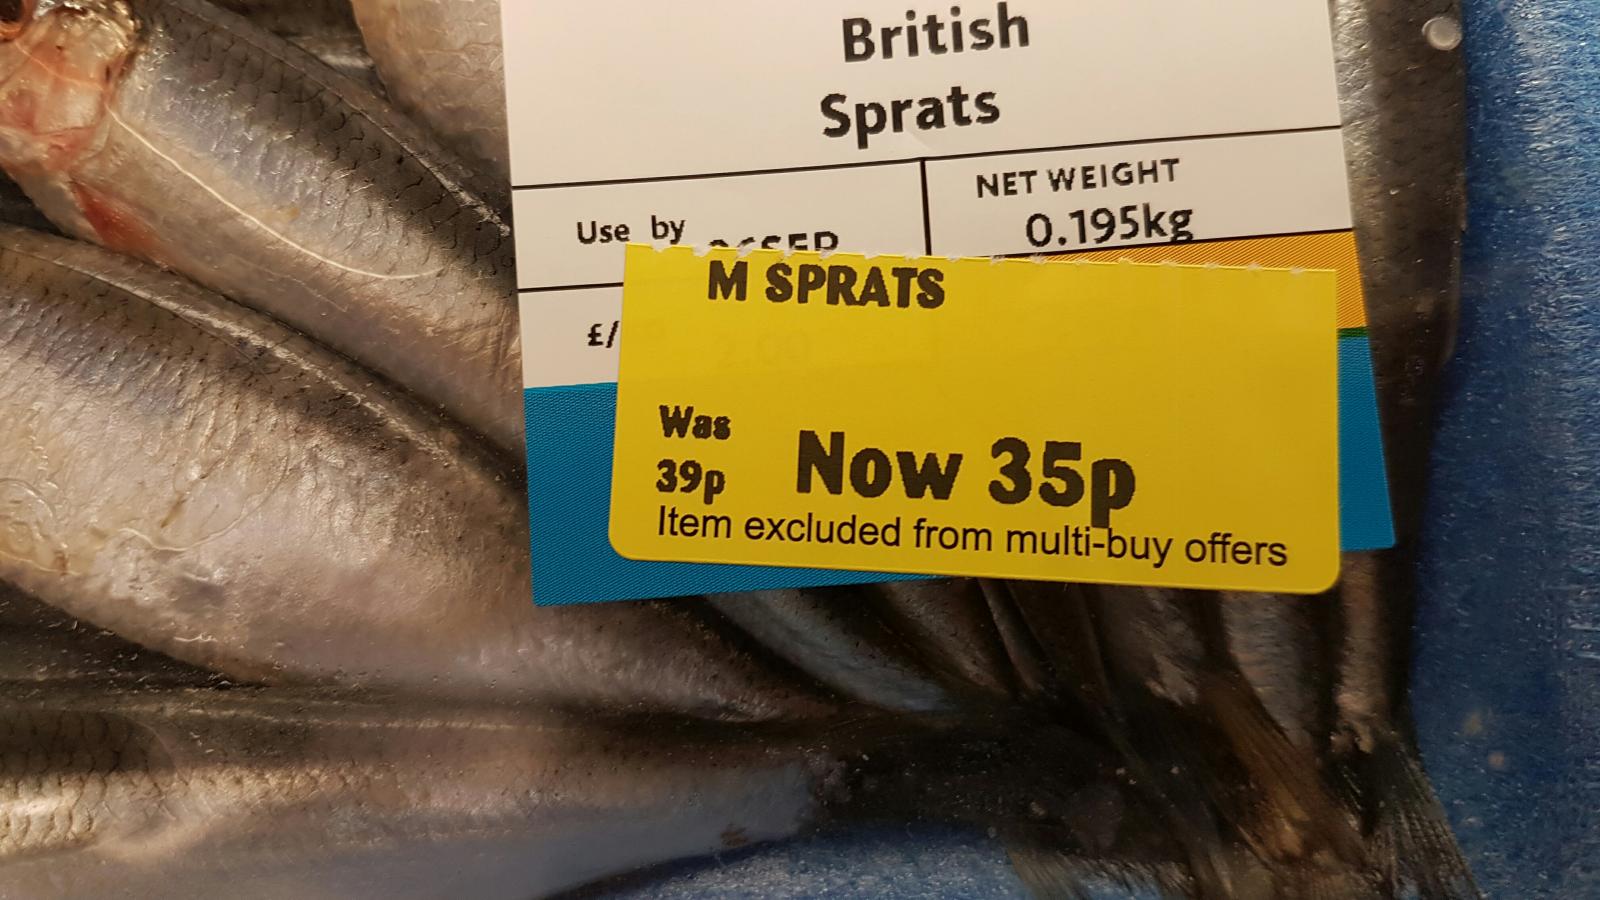 British
Sprats
NET WEIGHT
Use by
0.195kg
£/
M SPRATS
Was
39p
Now 35p
Item excluded from multi-buy offers